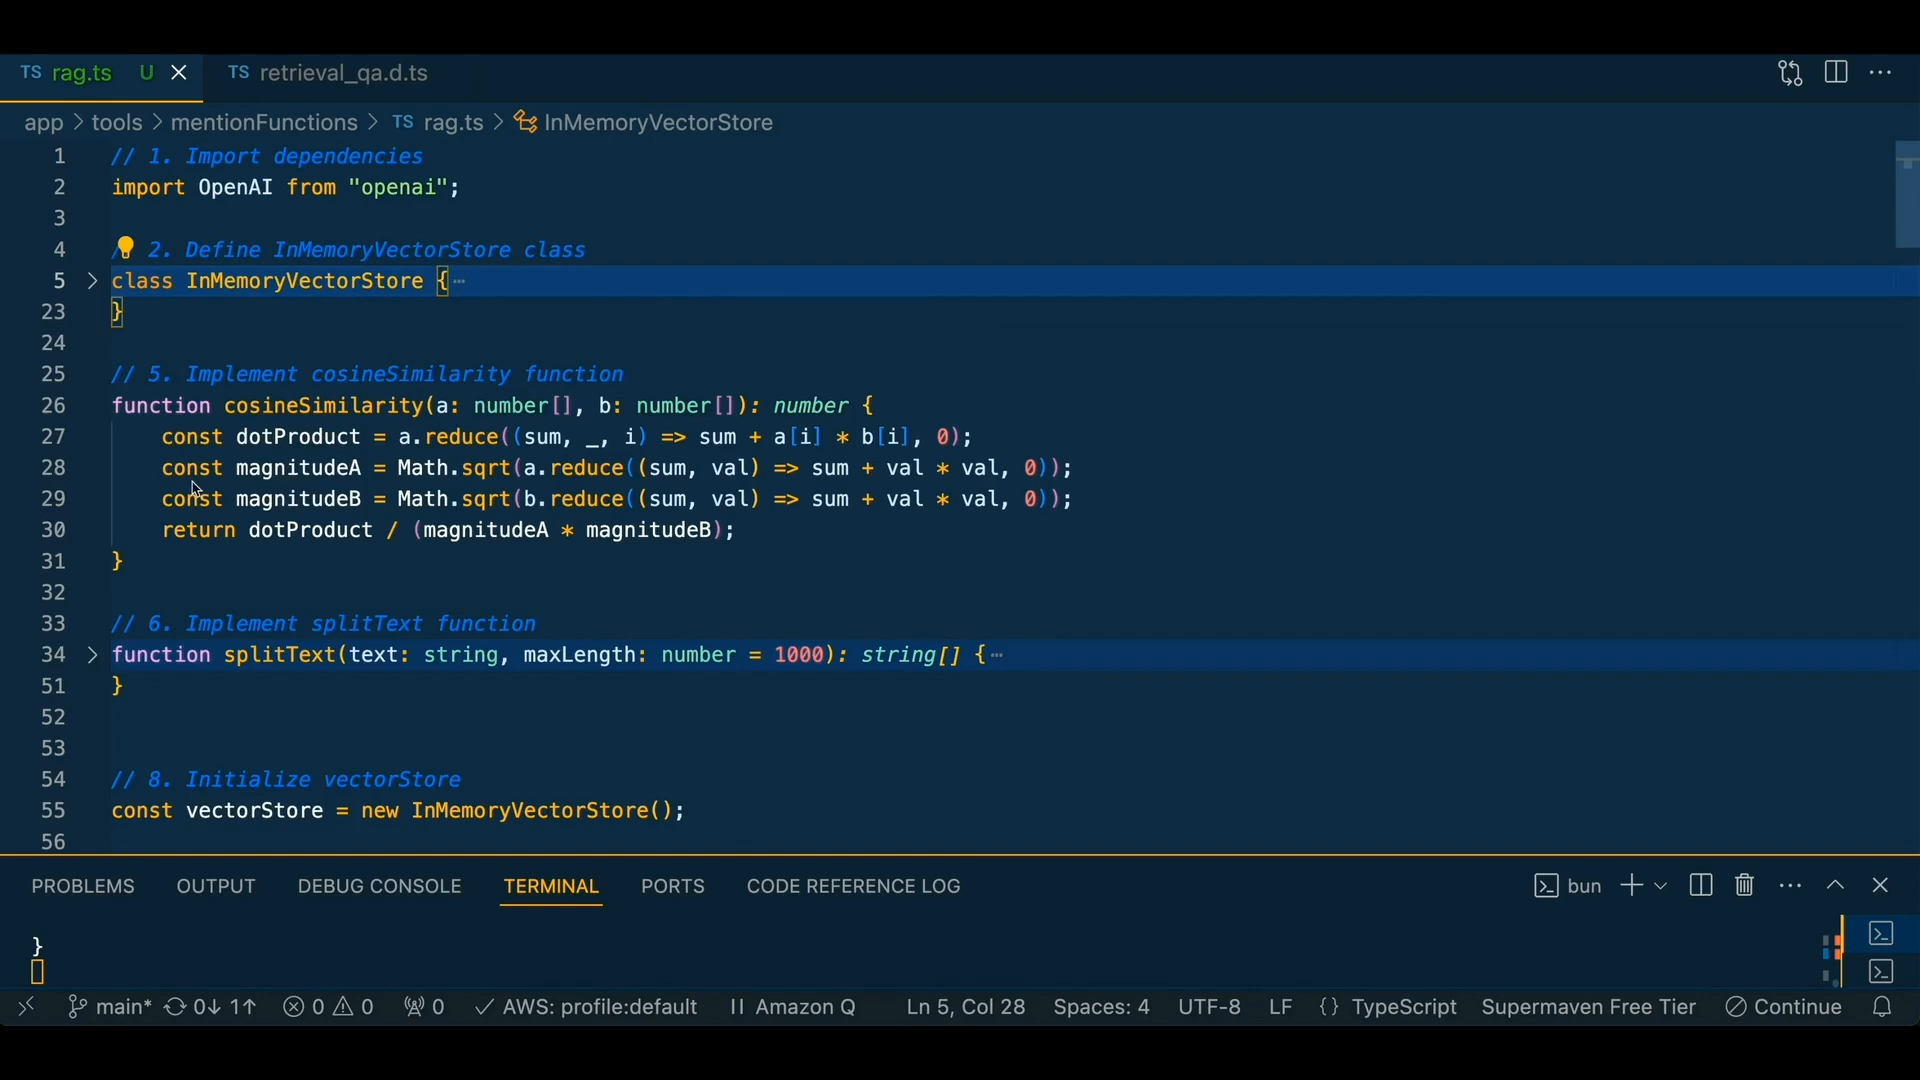 TS rag.ts U TS retrieval_qa.d.ts
app > tools > mentionFunctions > TS rag.ts > InMemoryVectorStore
1 // 1. Import dependencies
2 import OpenAI from "openai";
3
4 // 2. Define InMemoryVectorStore class
5 class InMemoryVectorStore { ⋯
23 }
24
25 // 5. Implement cosineSimilarity function
26 function cosineSimilarity(a: number[], b: number[]): number {
27 const dotProduct = a.reduce((sum, _, i) => sum + a[i] * b[i], 0);
28 const magnitudeA = Math.sqrt(a.reduce((sum, val) => sum + val * val, 0));
29 const magnitudeB = Math.sqrt(b.reduce((sum, val) => sum + val * val, 0));
30 return dotProduct / (magnitudeA * magnitudeB);
31 }
32
33 // 6. Implement splitText function
34 function splitText(text: string, maxLength: number = 1000): string[] { ⋯
51 }
52
53
54 // 8. Initialize vectorStore
55 const vectorStore = new InMemoryVectorStore();
56
PROBLEMS OUTPUT DEBUG CONSOLE TERMINAL PORTS CODE REFERENCE LOG bun
}
main* 0↓ 1↑ 0 0 0 AWS: profile:default Amazon Q Ln 5, Col 28 Spaces: 4 UTF-8 LF {} TypeScript Supermaven Free Tier Continue